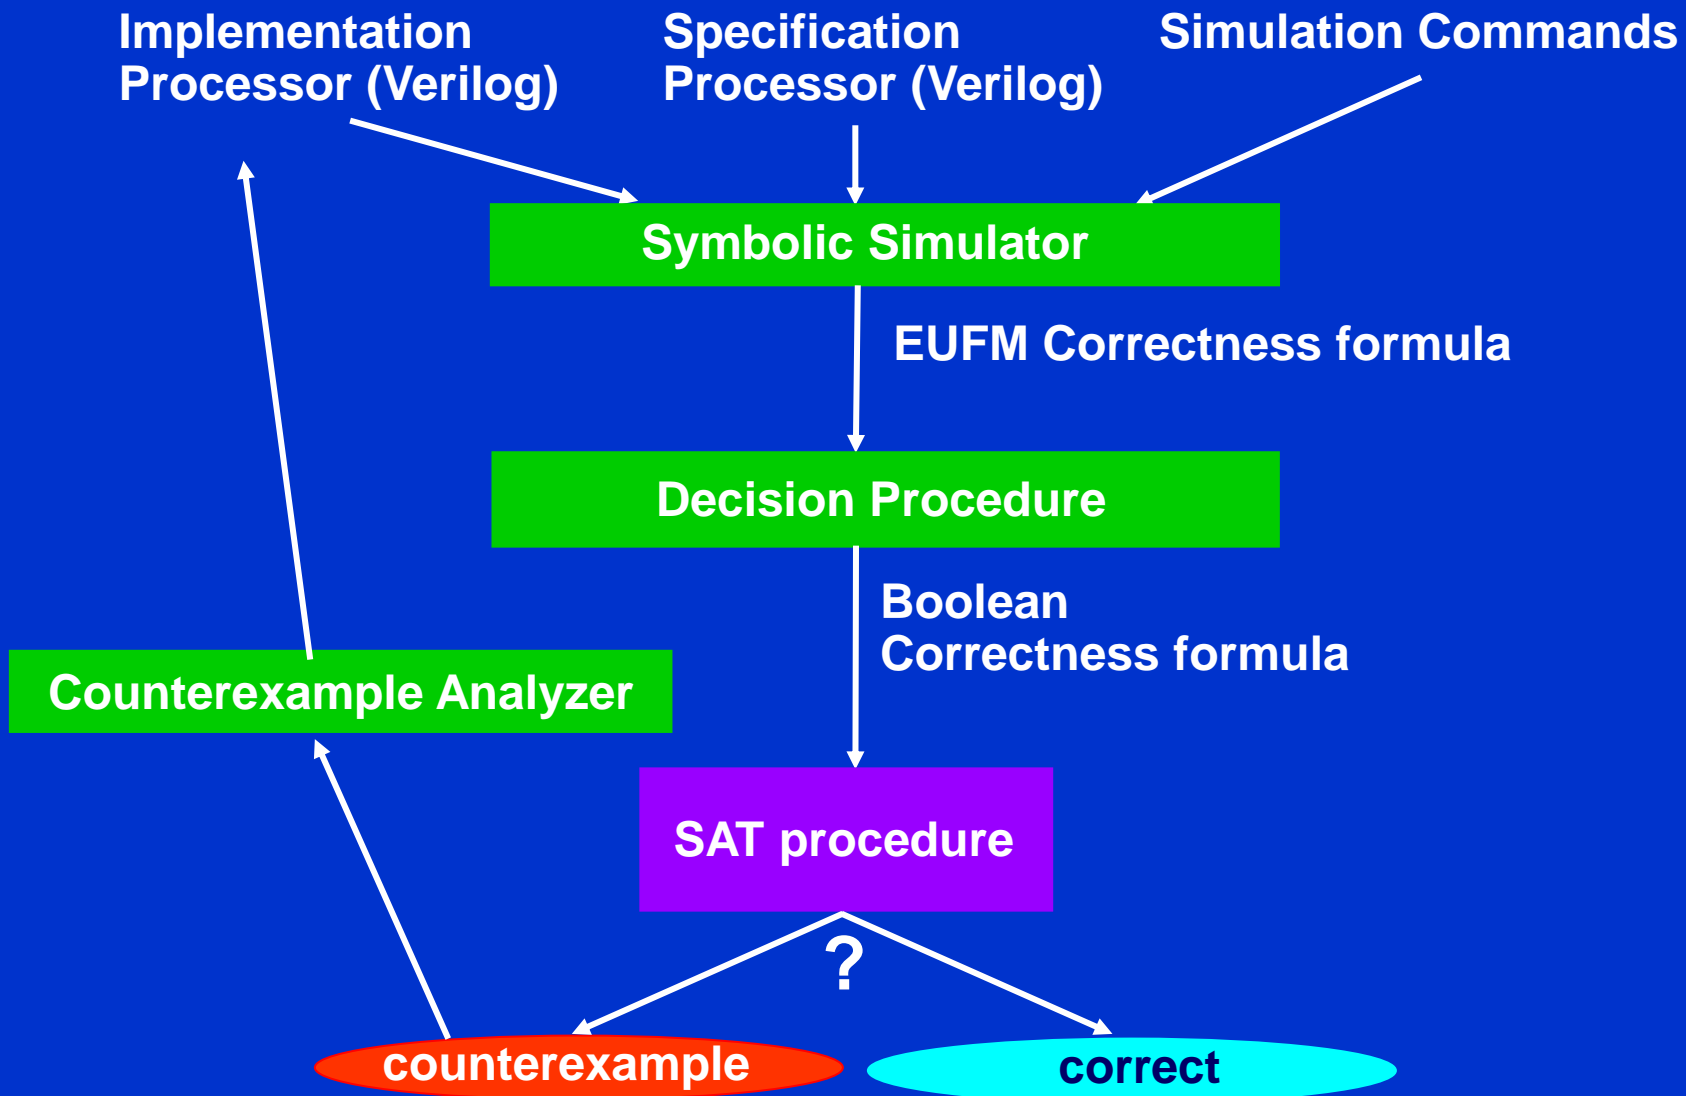 Implementation
Processor (Verilog)
Specification
Processor (Verilog)
Simulation Commands
Symbolic Simulator
EUFM Correctness formula
Decision Procedure
Boolean
Correctness formula
Counterexample Analyzer
SAT procedure
?
counterexample
correct